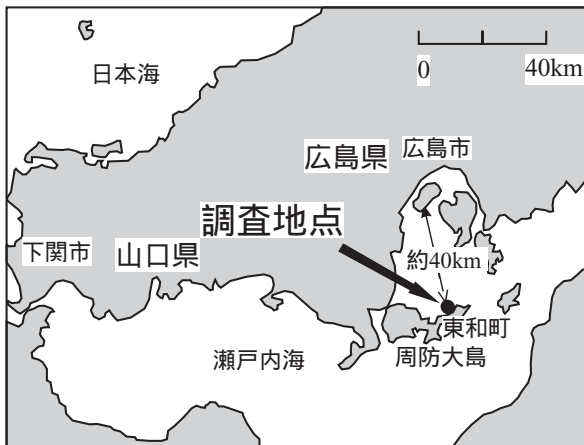 日本海
0 40km
広島県 広島市
調査地点
下関市 山口県
約40km
東和町
周防大島
瀬戸内海